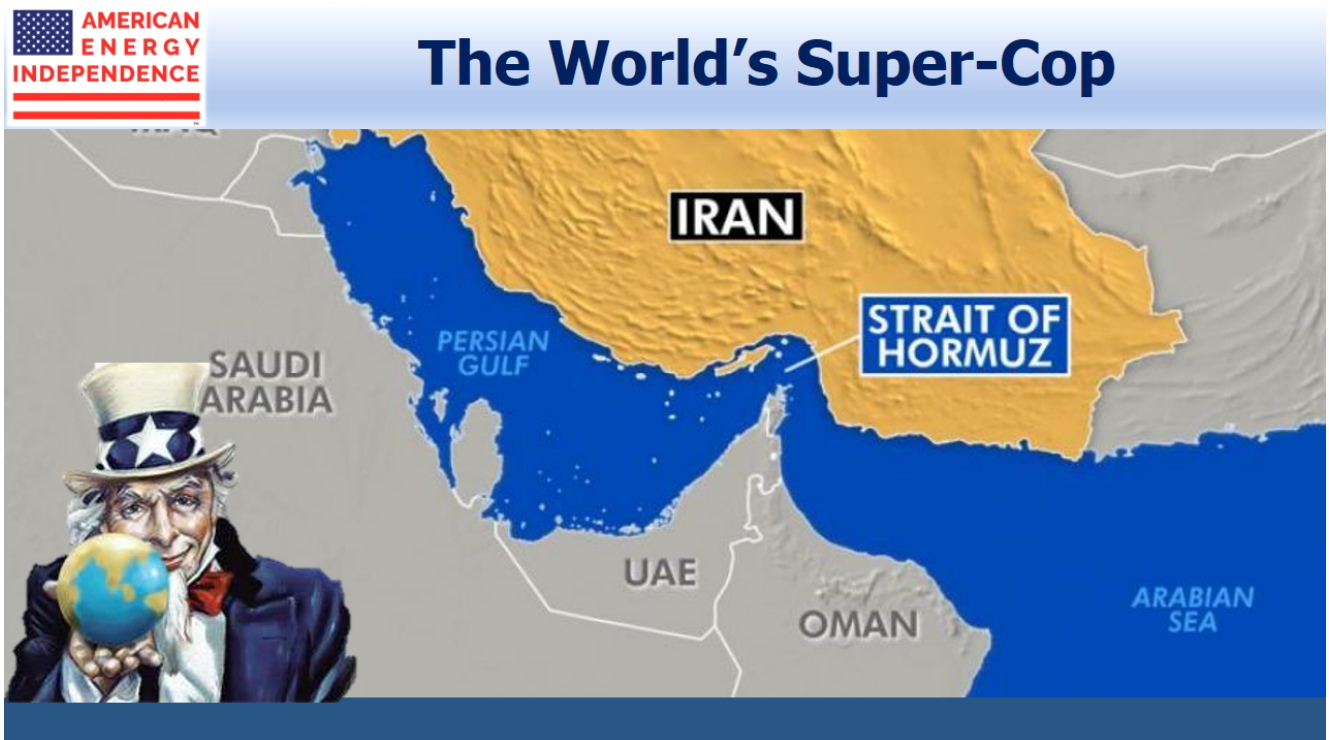 AMERICAN
ENERGY
INDEPENDENCE
The World's Super-Cop
IRAN
STRAIT OF
HORMUZ
PERSIAN
GULF
SAUDI
ARABIA
UAE
OMAN
ARABIAN
SEA